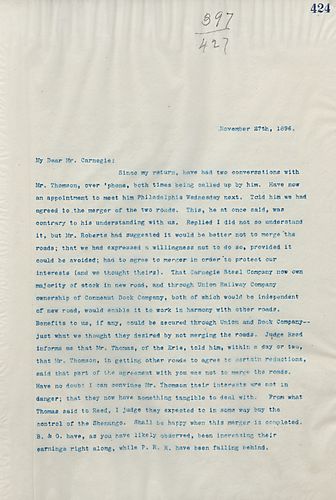 424
397
427
November 27th, 1896.
My Dear Mr. Carnegie:
Since my return, have had two conversations with
Mr. Thomson, over 'phone, both times being called up by him. Have now
an appointment to meet him Philadelphia Wednesday next. Told him we had
agreed to the merger of the two roads. This, he at once said, was
contrary to his understanding with us. Replied I did not so understand
it, but Mr. Roberts had suggested it would be better not to merge the
roads; that we had expressed a willingness not to do so, provided it
could be avoided; had to agree to merger in order to protect our
interests (and we thought theirs). That Carnegie Steel Company now own
majority of stock in new road, and through Union Railway Company
ownership of Conneaut Dock Company, both of which would be independent
of new road, would enable it to work in harmony with other roads.
Benefits to us, if any, could be secured through Union and Dock Company--
just what we thought they desired by not merging the roads. Judge Reed
informs me that Mr. Thomas, of the Erie, told him, within a day or two,
that Mr. Thomson, in getting other roads to agree to certain reductions,
said that part of the agreement with you was not to merge the roads.
Have no doubt I can convince Mr. Thomson their interests are not in
danger; that they now have something tangible to deal with. From what
Thomas said to Reed, I judge they expected to in some way buy the
control of the Shenango. Shall be happy when this merger is completed.
B. & O. have, as you have likely observed, been increasing their
earnings right along, while P. R. R. have been falling behind.